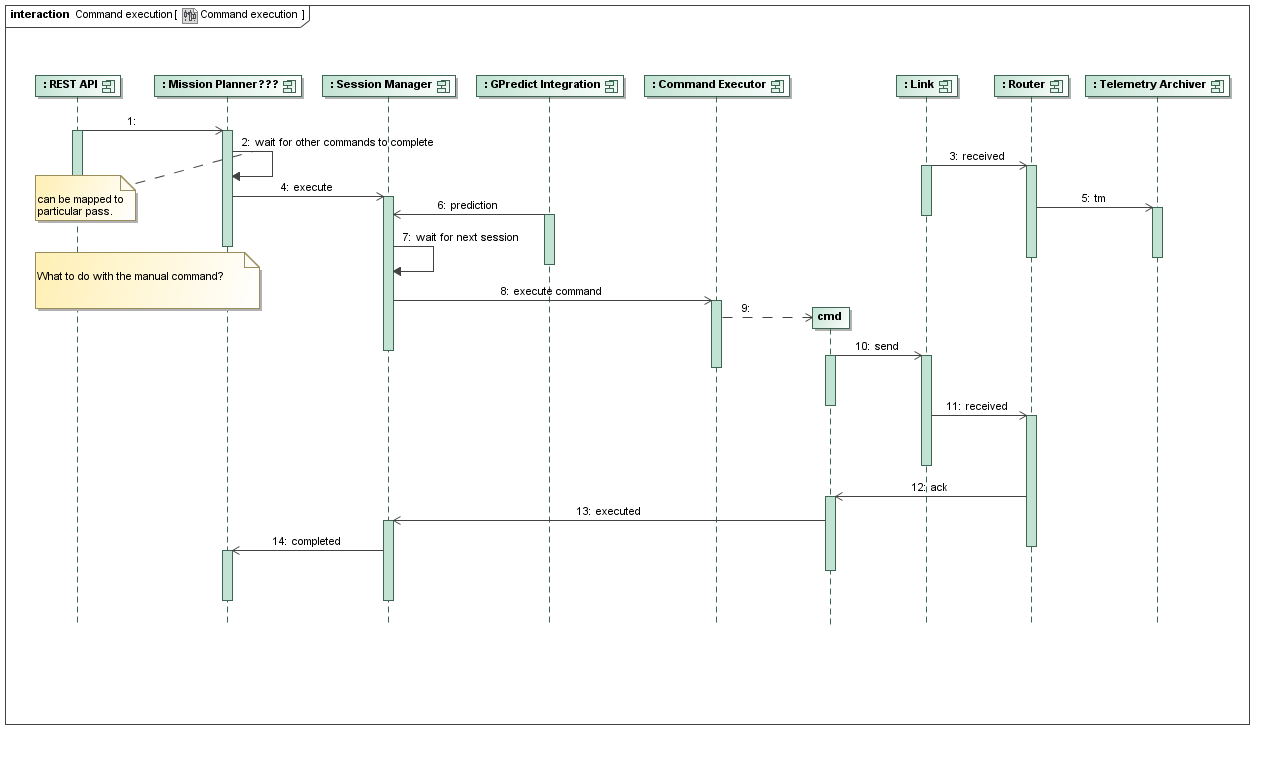 interaction Command execution [ Command execution ]
: REST API
: Mission Planner???
: Session Manager
: GPredict Integration
: Command Executor
: Link
: Router
: Telemetry Archiver
1:
2: wait for other commands to complete
3: received
can be mapped to
particular pass.
4: execute
5: tm
6: prediction
7: wait for next session
What to do with the manual command?
8: execute command
9:
cmd
10: send
11: received
12: ack
13: executed
14: completed